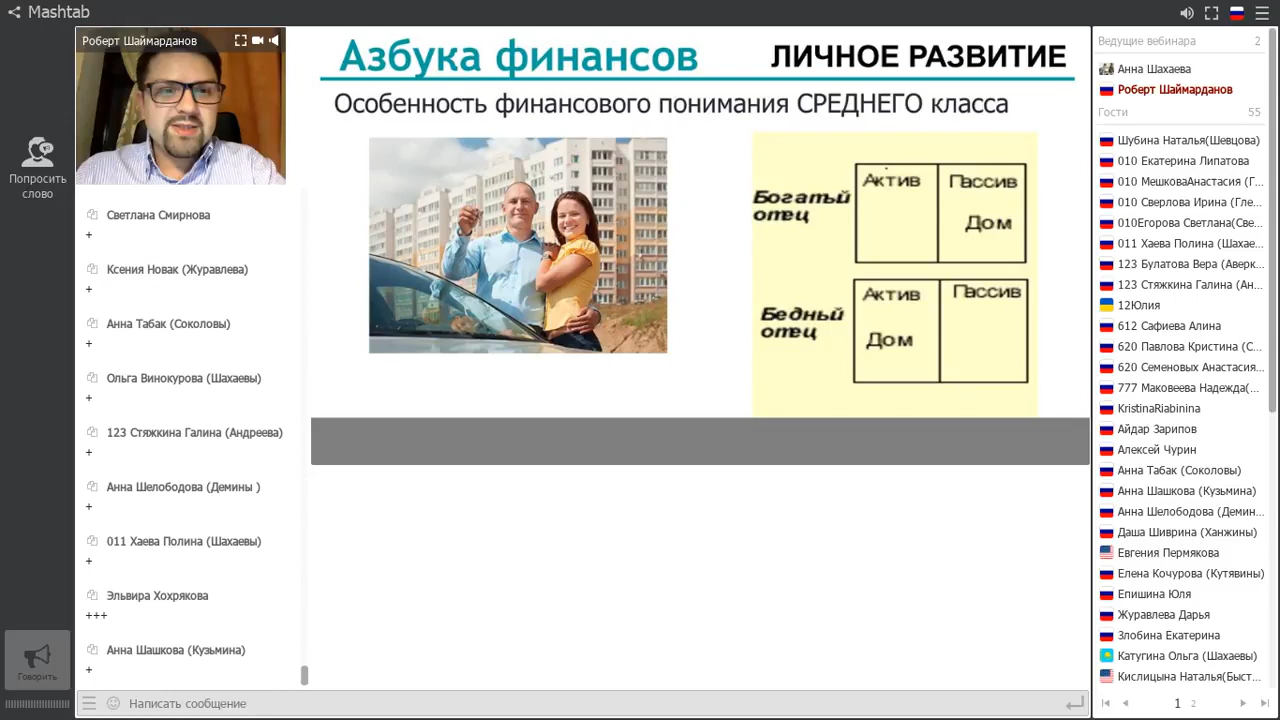 Mashtab
Роберт Шаймарданов
Попросить
слово
Говорить
Светлана Смирнова
+
Ксения Новак (Журавлева)
+
Анна Табак (Соколовы)
+
Ольга Винокурова (Шахаевы)
+
123 Стяжкина Галина (Андреева)
+
Анна Шелободова (Демины )
+
011 Хаева Полина (Шахаевы)
+
Эльвира Хохрякова
+++
Анна Шашкова (Кузьмина)
+
Написать сообщение
Азбука финансов
ЛИЧНОЕ РАЗВИТИЕ
Особенность финансового понимания СРЕДНЕГО класса
Богатый
отец
Актив Пассив
Дом
Бедный
отец
Актив Пассив
Дом
Ведущие вебинара 2
Анна Шахаева
Роберт Шаймарданов
Гости 55
Шубина Наталья(Шевцова)
010 Екатерина Липатова
010 МешковаАнастасия (Г...
010 Сверлова Ирина (Гле...
010Егорова Светлана(Све...
011 Хаева Полина (Шахае...
123 Булатова Вера (Аверк...
123 Стяжкина Галина (Ан...
12Юлия
612 Сафиева Алина
620 Павлова Кристина (С...
620 Семеновых Анастасия...
777 Маковеева Надежда(...
KristinaRiabinina
Айдар Зарипов
Алексей Чурин
Анна Табак (Соколовы)
Анна Шашкова (Кузьмина)
Анна Шелободова (Демин...
Даша Шиврина (Ханжины)
Евгения Пермякова
Елена Кочурова (Кутявины)
Епишина Юля
Журавлева Дарья
Злобина Екатерина
Катугина Ольга (Шахаевы)
Кислицына Наталья(Быст...
1 2